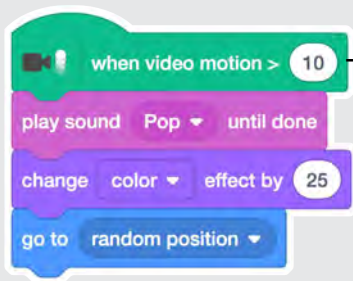 when video motion > 10
play sound Pop until done
change color effect by 25
go to random position